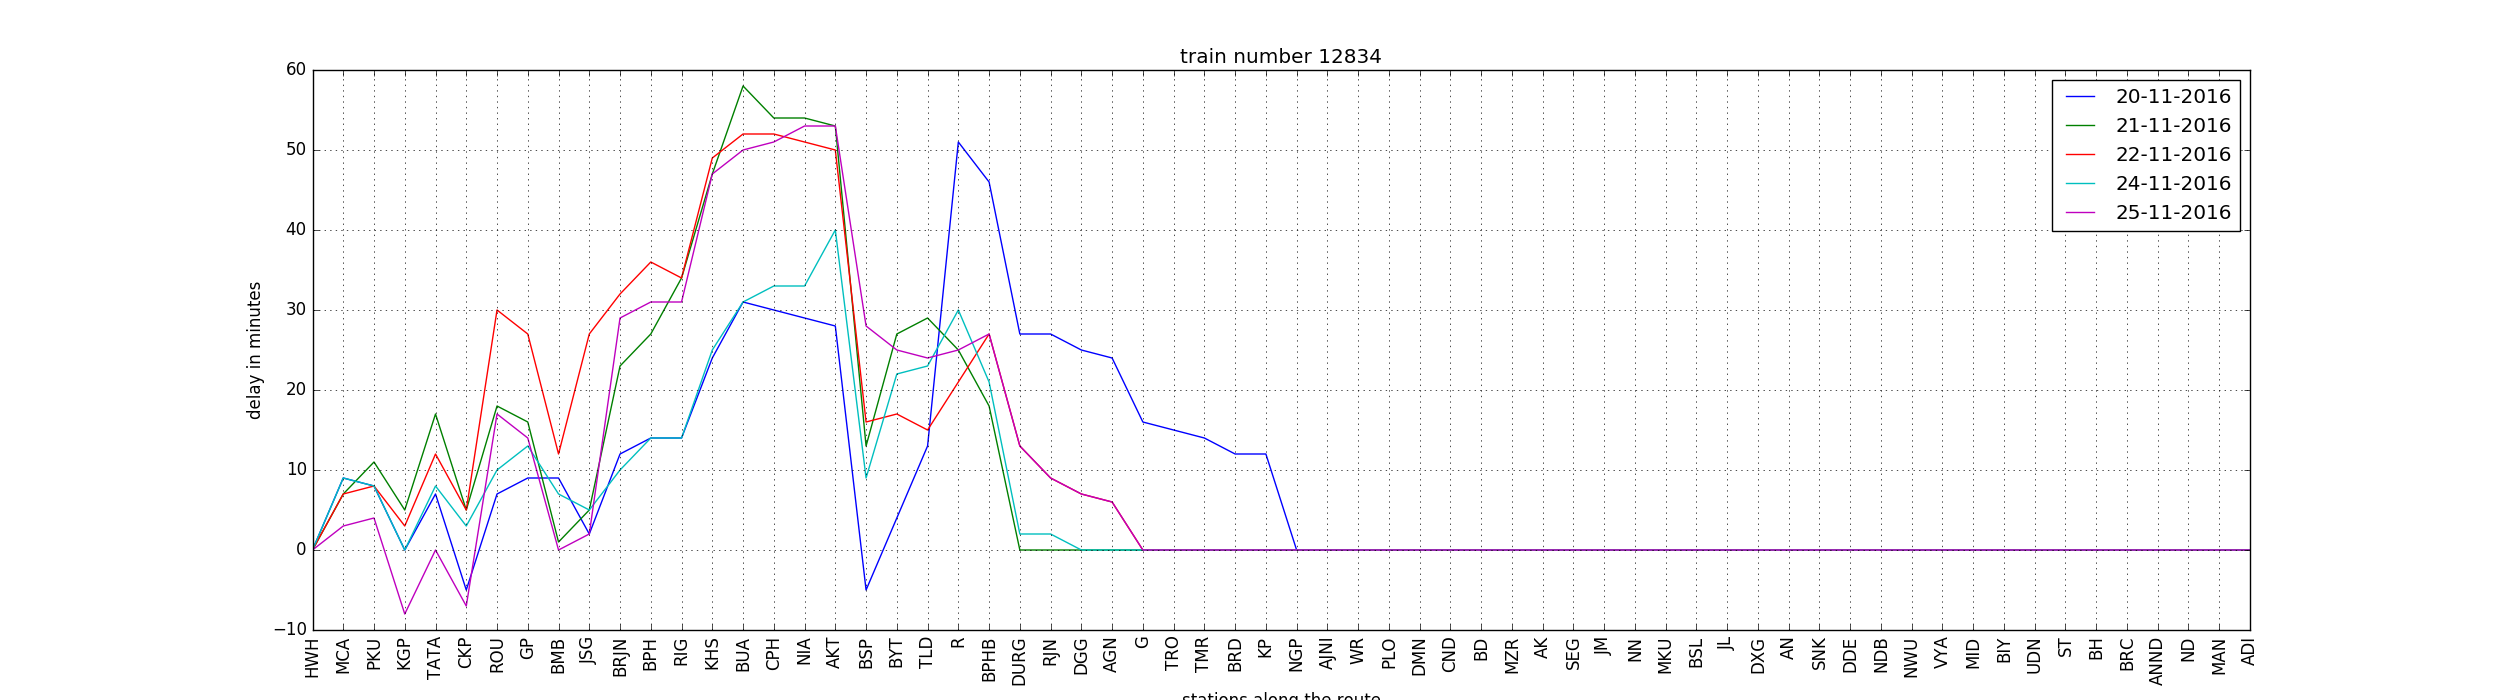 train number 12834
60
50
40
30
20
10
0
−10
delay in minutes
20-11-2016
21-11-2016
22-11-2016
24-11-2016
25-11-2016
HWH
MCA
PKU
KGP
TATA
CKP
ROU
GP
BMB
JSG
BRJN
BPH
RIG
KHS
BUA
CPH
NIA
AKT
BSP
BYT
TLD
R
BPHB
DURG
RJN
DGG
AGN
G
TRO
TMR
BRD
KP
NGP
AJNI
WR
PLO
DMN
CND
BD
MZR
AK
SEG
JM
NN
MKU
BSL
JL
DXG
AN
SNK
DDE
NDB
NWU
VYA
MID
BIY
UDN
ST
BH
BRC
ANND
ND
MAN
ADI
stations along the route